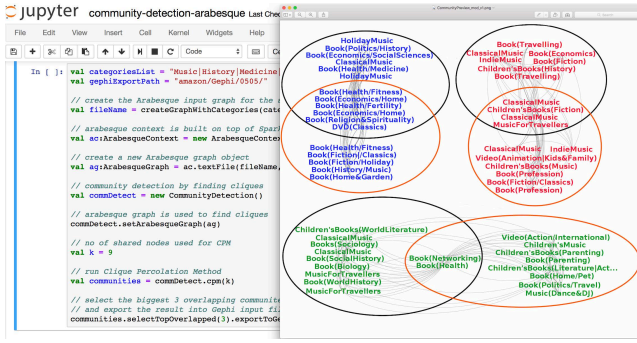 jupyter community-detection-arabesque Last Chec
File Edit View Insert Cell Kernel Widgets Help
Code
In [ ]: val categoriesList = "Music|History|Medicine|
val gephiExportPath = "amazon/Gephi/0505/"
// create the Arabesque input graph for the s
val fileName = createGraphWithCategories(cate
// arabesque context is built on top of Spark
val ac:ArabesqueContext = new ArabesqueContex
// create a new Arabesque graph object
val ag:ArabesqueGraph = ac.textFile(fileName,
// community detection by finding cliques
val commDetect = new CommunityDetection()
// arabesque graph is used to find cliques
commDetect.setArabesqueGraph(ag)
// no of shared nodes used for CPM
val k = 9
// run Clique Percolation Method
val communities = commDetect.cpm(k)
// select the biggest 3 overlapping communite
// and export the result into Gephi input fil
communities.selectTopOverlapped(3).exportToGe
HolidayMusic
Book(Politics/History)
Book(Economics/SocialSciences)
ClassicalMusic
Book(Health/Medicine)
HolidayMusic
Book(Health/Fitness)
Book(Economics/Home)
Book(Health/Fertility)
Book(Economics/Home)
Book(Religion&Spirituality)
DVD(Classics)
Book(Health/Fitness)
Book(Fiction/Classics)
Book(Fiction/Holiday)
Book(History/Music)
Book(Home&Garden)
Book(Travelling)
ClassicalMusic Book(Economics)
IndieMusic Book(Fiction)
Children'sBooks(History)
Book(Travelling)
ClassicalMusic
Children'sBooks(Fiction)
ClassicalMusic
MusicForTravellers
ClassicalMusic IndieMusic
Video(Animation|Kids&Family)
Children'sBooks(Music)
Book(Profession)
Book(Fiction/Classics)
Book(Profession)
Children'sBooks(WorldLiterature)
ClassicalMusic
Books(Sociology)
ClassicalMusic
Book(SocialHistory)
Book(Biology)
MusicForTravellers
Book(WorldHistory)
MusicForTravellers
Book(Networking)
Book(Health)
Video(Action/International)
Children'sMusic
Children'sBooks(Parenting)
Book(Parenting)
Children'sBooks(Literature|Act...
Book(Home/Pet)
Book(Politics/Travel)
Music(Dance&DJ)